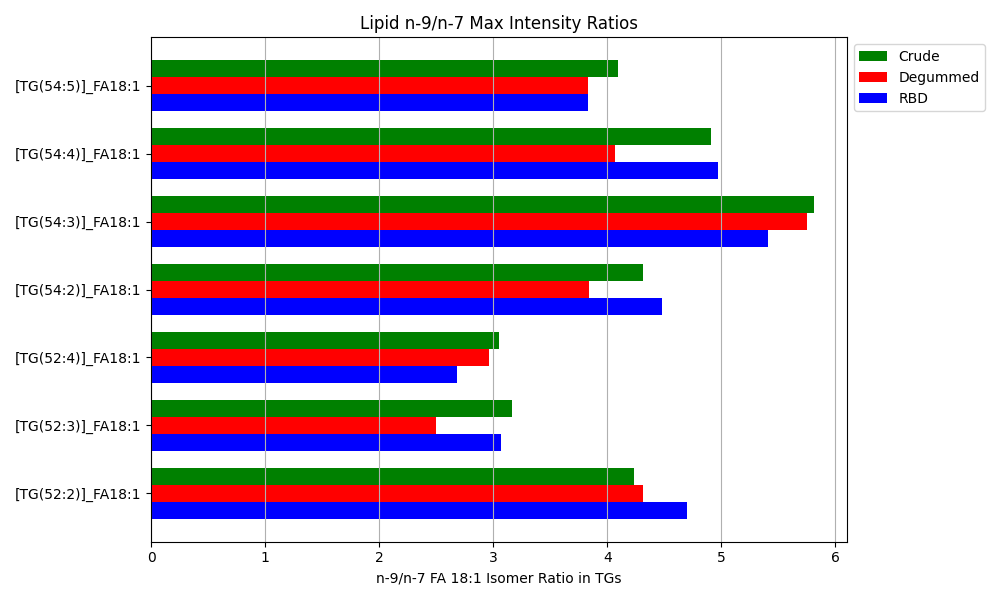 Lipid n-9/n-7 Max Intensity Ratios
Crude
Degummed
RBD
[TG(54:5)]_FA18:1
[TG(54:4)]_FA18:1
[TG(54:3)]_FA18:1
[TG(54:2)]_FA18:1
[TG(52:4)]_FA18:1
[TG(52:3)]_FA18:1
[TG(52:2)]_FA18:1
0 1 2 3 4 5 6
n-9/n-7 FA 18:1 Isomer Ratio in TGs